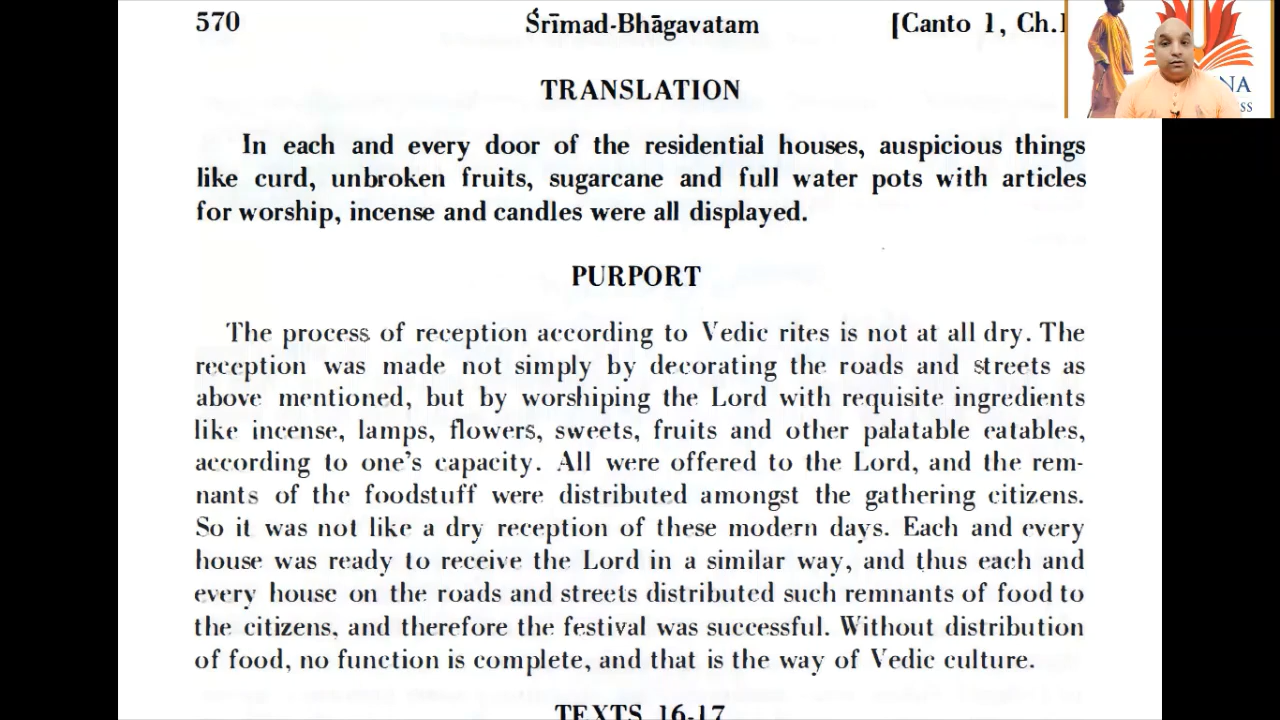 570 Śrīmad-Bhāgavatam [Canto 1, Ch.
TRANSLATION
In each and every door of the residential houses, auspicious things
like curd, unbroken fruits, sugarcane and full water pots with articles
for worship, incense and candles were all displayed.
PURPORT
The process of reception according to Vedic rites is not at all dry. The
reception was made not simply by decorating the roads and streets as
above mentioned, but by worshiping the Lord with requisite ingredients
like incense, lamps, flowers, sweets, fruits and other palatable eatables,
according to one's capacity. All were offered to the Lord, and the rem-
nants of the foodstuff were distributed amongst the gathering citizens.
So it was not like a dry reception of these modern days. Each and every
house was ready to receive the Lord in a similar way, and thus each and
every house on the roads and streets distributed such remnants of food to
the citizens, and therefore the festival was successful. Without distribution
of food, no function is complete, and that is the way of Vedic culture.
TEXTS 16-17